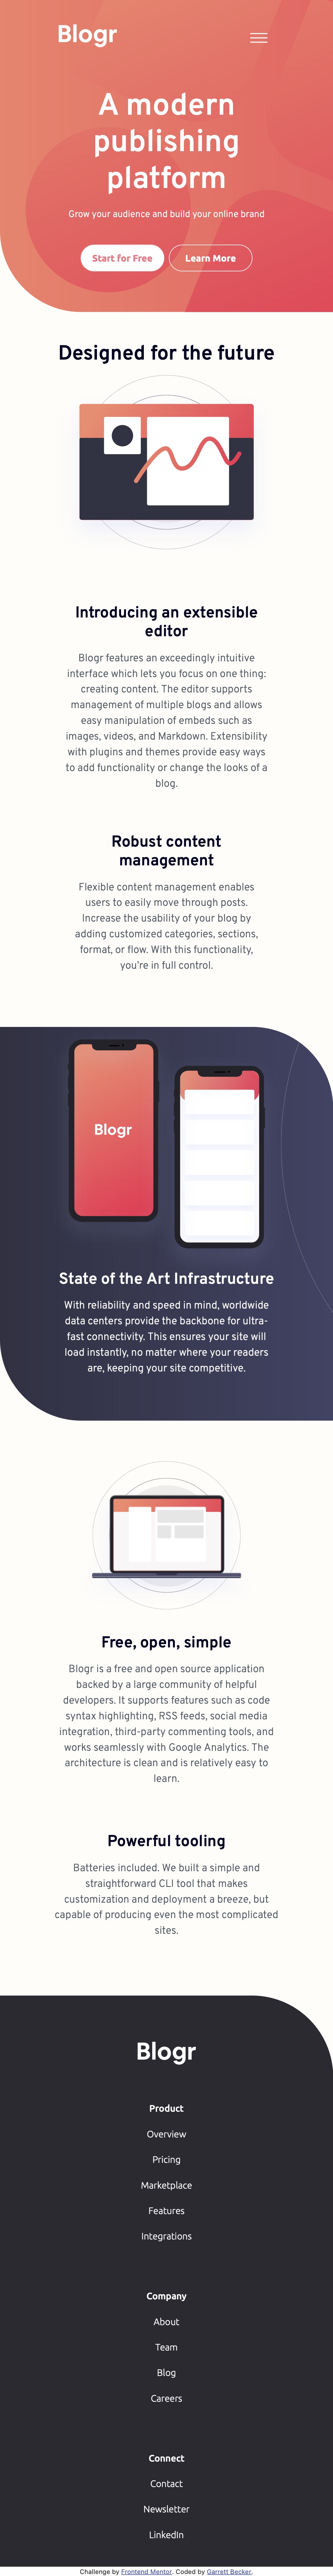 Blogr
A modern
publishing
platform
Grow your audience and build your online brand
Start for Free
Learn More
Designed for the future
Introducing an extensible
editor
Blogr features an exceedingly intuitive
interface which lets you focus on one thing:
creating content. The editor supports
management of multiple blogs and allows
easy manipulation of embeds such as
images, videos, and Markdown. Extensibility
with plugins and themes provide easy ways
to add functionality or change the looks of a
blog.
Robust content
management
Flexible content management enables
users to easily move through posts.
Increase the usability of your blog by
adding customized categories, sections,
format, or flow. With this functionality,
you're in full control.
Blogr
State of the Art Infrastructure
With reliability and speed in mind, worldwide
data centers provide the backbone for ultra-
fast connectivity. This ensures your site will
load instantly, no matter where your readers
are, keeping your site competitive.
Free, open, simple
Blogr is a free and open source application
backed by a large community of helpful
developers. It supports features such as code
syntax highlighting, RSS feeds, social media
integration, third-party commenting tools, and
works seamlessly with Google Analytics. The
architecture is clean and is relatively easy to
learn.
Powerful tooling
Batteries included. We built a simple and
straightforward CLI tool that makes
customization and deployment a breeze, but
capable of producing even the most complicated
sites.
Blogr
Product
Overview
Pricing
Marketplace
Features
Integrations
Company
About
Team
Blog
Careers
Connect
Contact
Newsletter
LinkedIn
Challenge by Frontend Mentor. Coded by Garrett Becker.